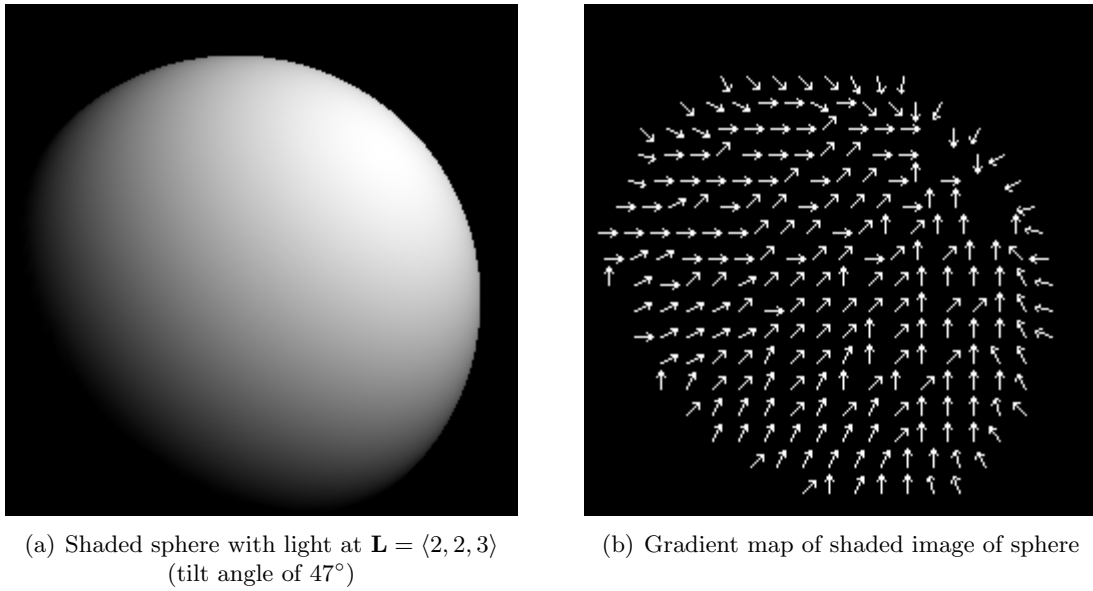 (a) Shaded sphere with light at L = ⟨2, 2, 3⟩
(tilt angle of 47°)
(b) Gradient map of shaded image of sphere